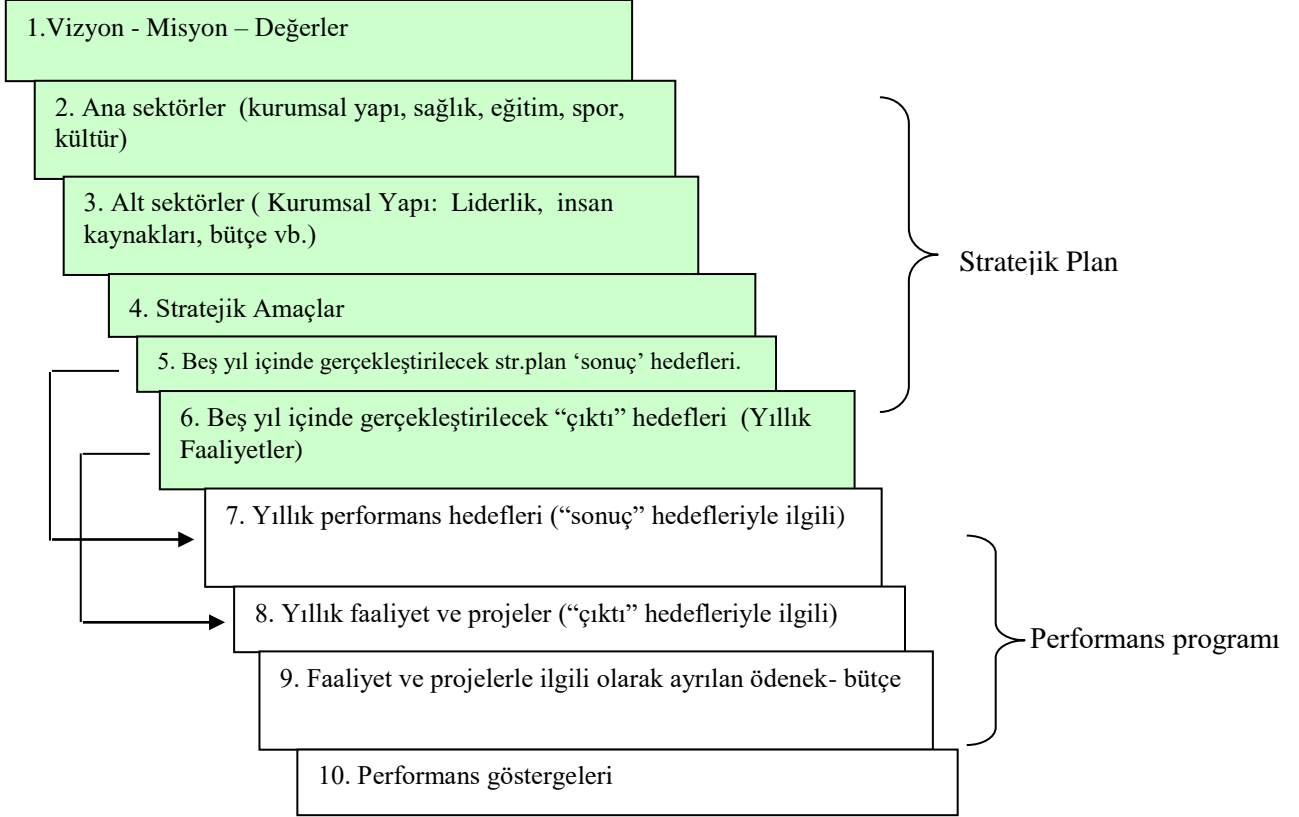 1.Vizyon - Misyon – Değerler
2. Ana sektörler  (kurumsal yapı, sağlık, eğitim, spor,
kültür)
3. Alt sektörler ( Kurumsal Yapı:  Liderlik,  insan
kaynakları, bütçe vb.)
Stratejik Plan
4. Stratejik Amaçlar
5. Beş yıl içinde gerçekleştirilecek str.plan ‘sonuç’ hedefleri.
6. Beş yıl içinde gerçekleştirilecek “çıktı” hedefleri  (Yıllık
Faaliyetler)
7. Yıllık performans hedefleri (“sonuç” hedefleriyle ilgili)
8. Yıllık faaliyet ve projeler (“çıktı” hedefleriyle ilgili)
Performans programı
9. Faaliyet ve projelerle ilgili olarak ayrılan ödenek- bütçe
10. Performans göstergeleri